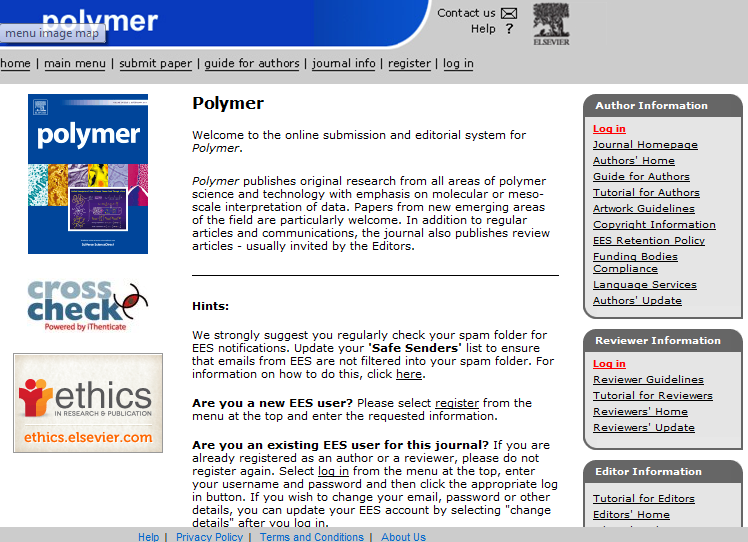 polymer
menu image map
Contact us
Help ?
ELSEVIER
home | main menu | submit paper | guide for authors | journal info | register | log in
polymer
cross
check
Powered by iThenticate
ethics
IN RESEARCH & PUBLICATION
ethics.elsevier.com
Polymer
Welcome to the online submission and editorial system for
Polymer.
Polymer publishes original research from all areas of polymer
science and technology with emphasis on molecular or meso-
scale interpretation of data. Papers from new emerging areas
of the field are particularly welcome. In addition to regular
articles and communications, the journal also publishes review
articles - usually invited by the Editors.
Hints:
We strongly suggest you regularly check your spam folder for
EES notifications. Update your 'Safe Senders' list to ensure
that emails from EES are not filtered into your spam folder. For
information on how to do this, click here.
Are you a new EES user? Please select register from the
menu at the top and enter the requested information.
Are you an existing EES user for this journal? If you are
already registered as an author or a reviewer, please do not
register again. Select log in from the menu at the top, enter
your username and password and then click the appropriate log
in button. If you wish to change your email, password or other
details, you can update your EES account by selecting "change
details" after you log in.
Author Information
Log in
Journal Homepage
Authors' Home
Guide for Authors
Tutorial for Authors
Artwork Guidelines
Copyright Information
EES Retention Policy
Funding Bodies
Compliance
Language Services
Authors' Update
Reviewer Information
Log in
Reviewer Guidelines
Tutorial for Reviewers
Reviewers' Home
Reviewers' Update
Editor Information
Tutorial for Editors
Editors' Home
Help | Privacy Policy | Terms and Conditions | About Us